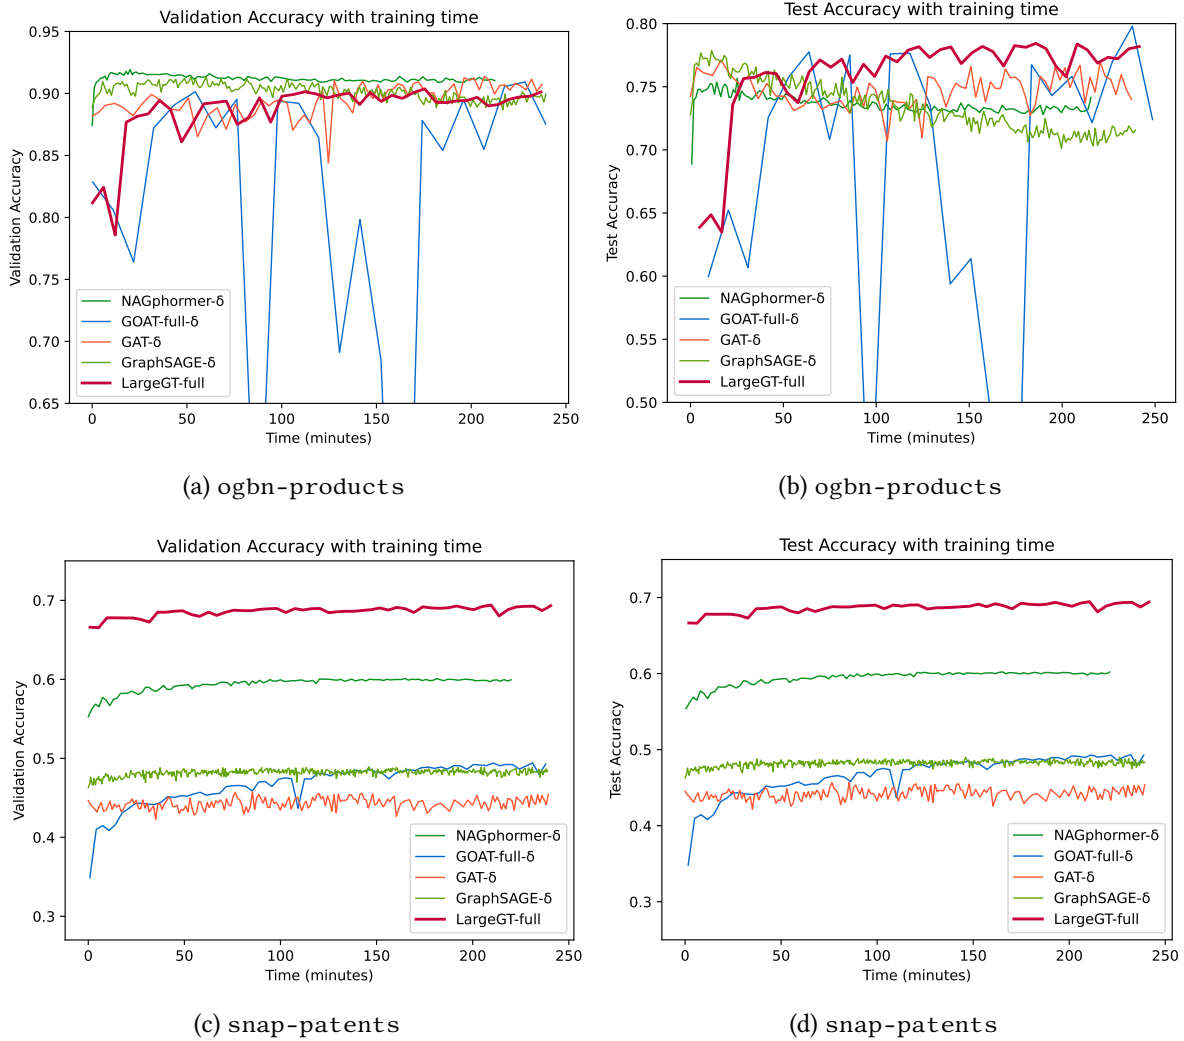 Validation Accuracy with training time
0.95
0.90
0.85
0.80
0.75
0.70
0.65
Validation Accuracy
0
50
100
150
200
250
Time (minutes)
NAGphormer-δ
GOAT-full-δ
GAT-δ
GraphSAGE-δ
LargeGT-full
(a) ogbn-products
Test Accuracy with training time
0.80
0.75
0.70
0.65
0.60
0.55
0.50
Test Accuracy
0
50
100
150
200
250
Time (minutes)
NAGphormer-δ
GOAT-full-δ
GAT-δ
GraphSAGE-δ
LargeGT-full
(b) ogbn-products
Validation Accuracy with training time
0.7
0.6
0.5
0.4
0.3
Validation Accuracy
0
50
100
150
200
250
Time (minutes)
NAGphormer-δ
GOAT-full-δ
GAT-δ
GraphSAGE-δ
LargeGT-full
(c) snap-patents
Test Accuracy with training time
0.7
0.6
0.5
0.4
0.3
Test Accuracy
0
50
100
150
200
250
Time (minutes)
NAGphormer-δ
GOAT-full-δ
GAT-δ
GraphSAGE-δ
LargeGT-full
(d) snap-patents